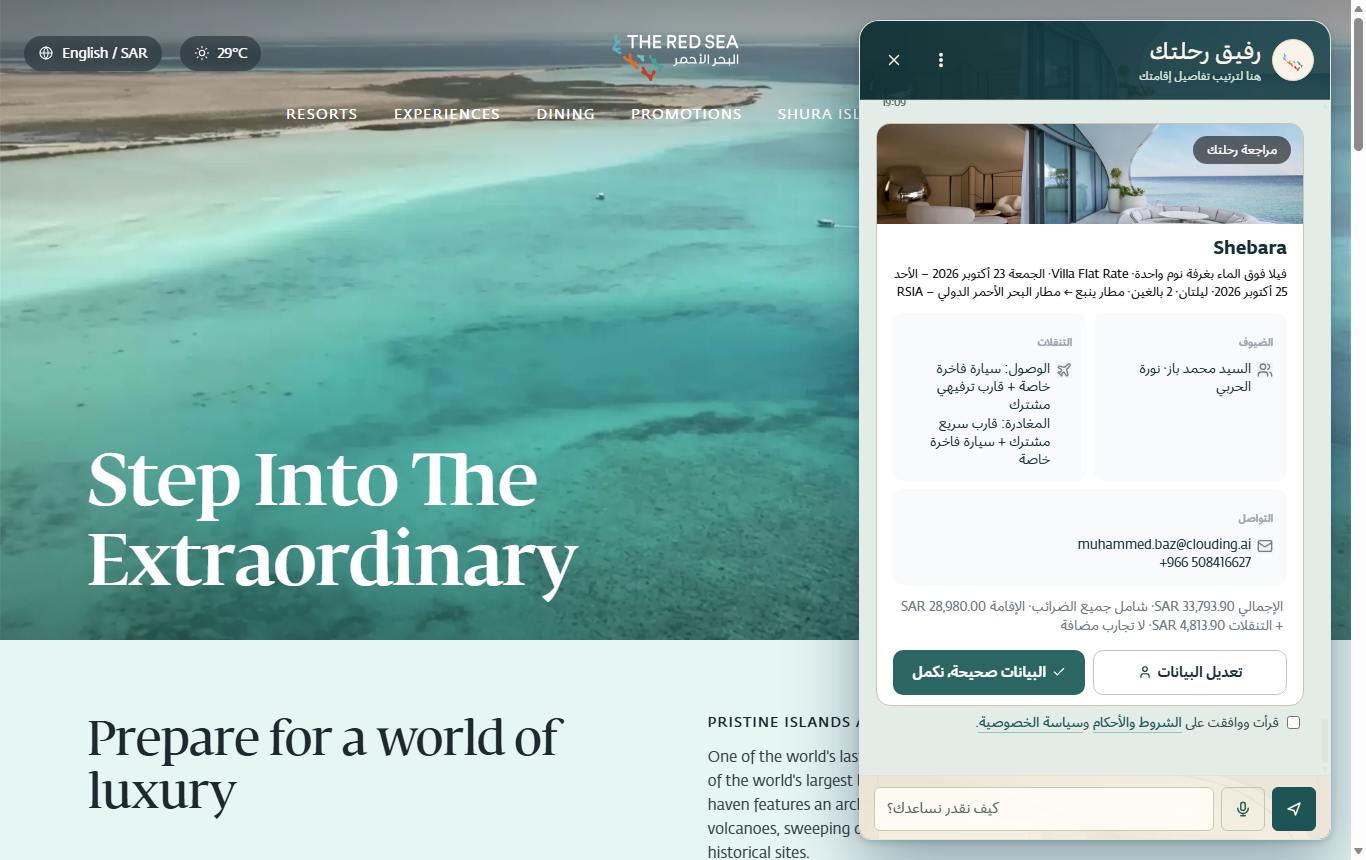 English / SAR
29°C
THE RED SEA
البحر الأحمر
RESORTS
EXPERIENCES
DINING
PROMOTIONS
SHURA ISL
Step Into The
Extraordinary
Prepare for a world of
luxury
PRISTINE ISLANDS
One of the world's las
of the world's largest
haven features an arc
volcanoes, sweeping
historical sites.
رفيق رحلتك
هنا لترتيب تفاصيل إقامتك
19:09
مراجعة رحلتك
Shebara
فيلا فوق الماء بغرفة نوم واحدة· Villa Flat Rate· الجمعة 23 أكتوبر 2026 – الأحد
25 أكتوبر 2026· ليلتان· 2 بالغين· مطار ينبع ← مطار البحر الأحمر الدولي – RSIA
الضيوف
السيد محمد باز· نورة
الحربي
التنقلات
الوصول: سيارة فاخرة
خاصة + قارب ترفيهي
مشترك
المغادرة: قارب سريع
مشترك + سيارة فاخرة
خاصة
التواصل
muhammed.baz@clouding.ai
+966 508416627
الإجمالي SAR 33,793.90· شامل جميع الضرائب· الإقامة SAR 28,980.00
+ التنقلات SAR 4,813.90· لا تجارب مضافة
تعديل البيانات
البيانات صحيحة، نكمل
قرأت ووافقت على الشروط والأحكام وسياسة الخصوصية.
كيف نقدر نساعدك؟